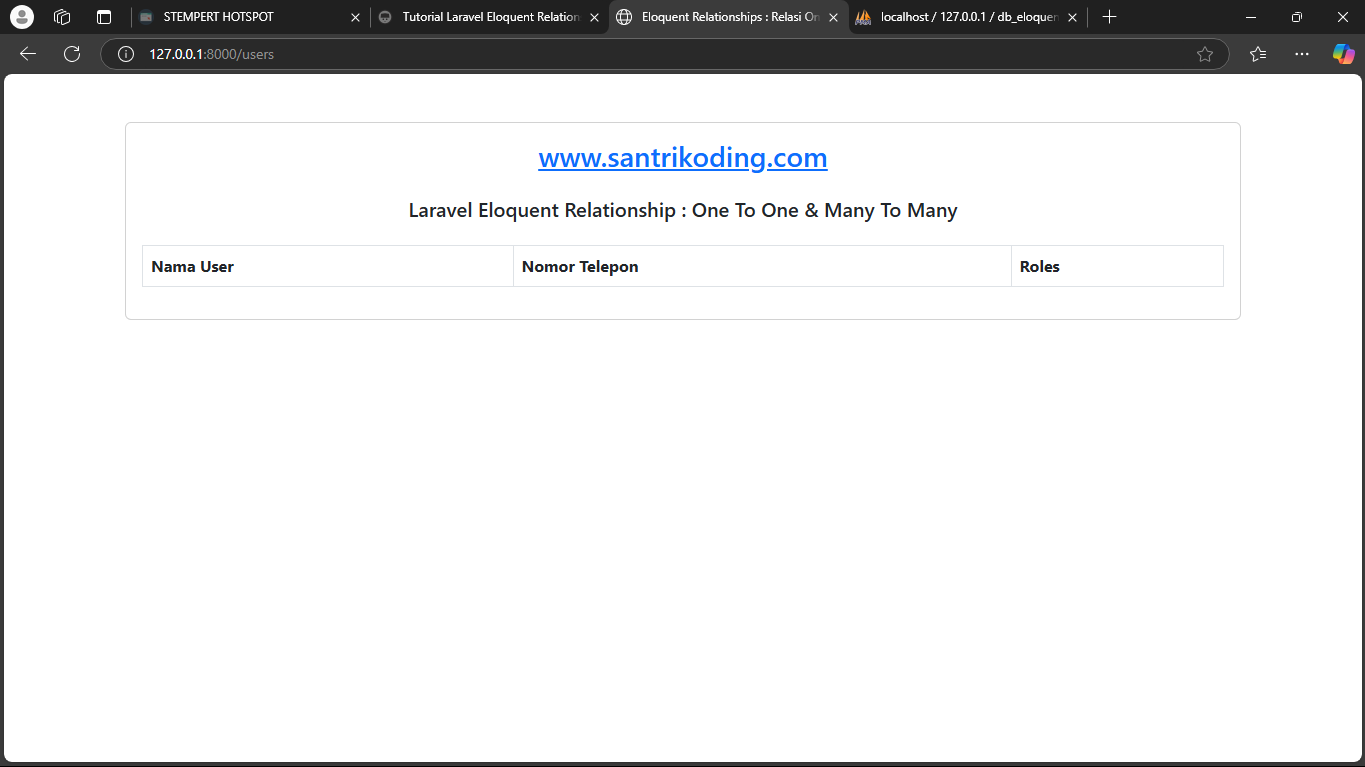 STEMPERT HOTSPOT
Tutorial Laravel Eloquent Relation
Eloquent Relationships : Relasi On
localhost / 127.0.0.1 / db_eloquen
127.0.0.1:8000/users
www.santrikoding.com
Laravel Eloquent Relationship : One To One & Many To Many
Nama User
Nomor Telepon
Roles